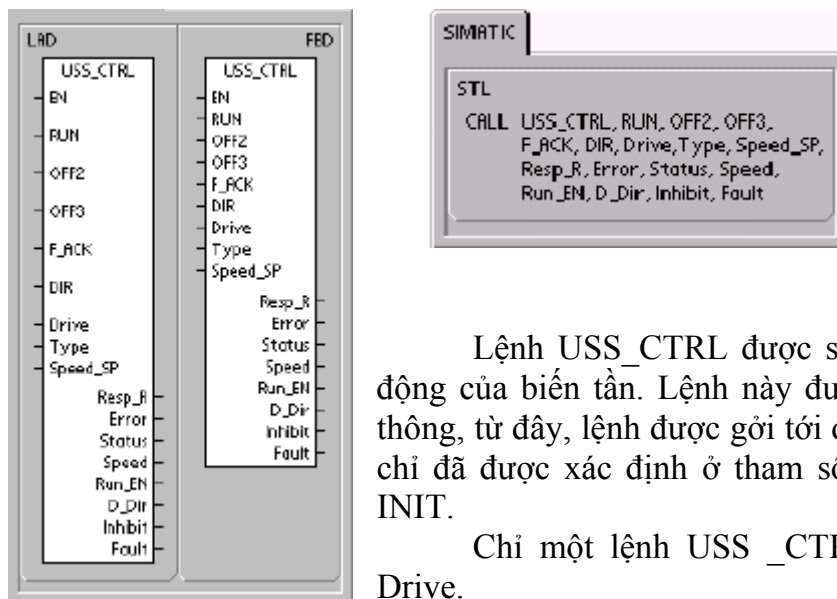 LAD
USS_CTRL
EN
RUN
OFF2
OFF3
F_ACK
DIR
Drive
Type
Speed_SP
Resp_R
Error
Status
Speed
Run_EN
D_Dir
Inhibit
Fault
FBD
USS_CTRL
EN
RUN
OFF2
OFF3
F_ACK
DIR
Drive
Type
Speed_SP
Resp_R
Error
Status
Speed
Run_EN
D_Dir
Inhibit
Fault
SIMATIC
STL
CALL USS_CTRL, RUN, OFF2, OFF3,
F_ACK, DIR, Drive, Type, Speed_SP,
Resp_R, Error, Status, Speed,
Run_EN, D_Dir, Inhibit, Fault
Lệnh USS_CTRL được
động của biến tần. Lệnh này
thông, từ đây, lệnh được gởi tới
chỉ đã được xác định ở tham số
INIT.
Chỉ một lệnh USS
Drive.